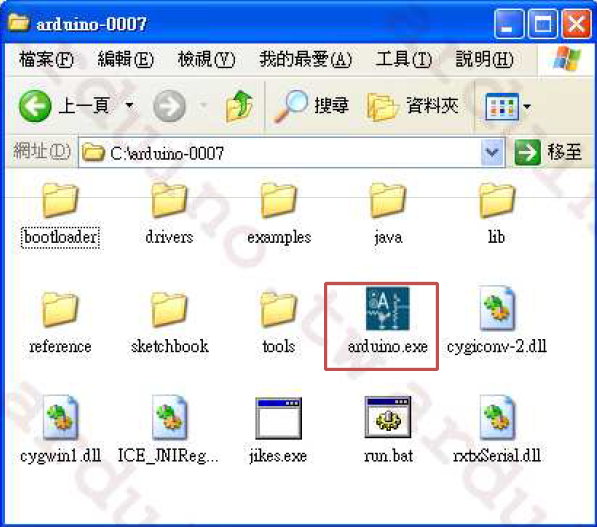 arduino-0007
檔案(F) 編輯(E) 檢視(V) 我的最愛(A) 工具(T) 說明(H)
上一頁 搜尋 資料夾
網址(D) C:\arduino-0007 移至
bootloader drivers examples java lib
reference sketchbook tools arduino.exe cygiconv-2.dll
cygwin1.dll ICE_JNIReg... jikes.exe run.bat rxtxSerial.dll